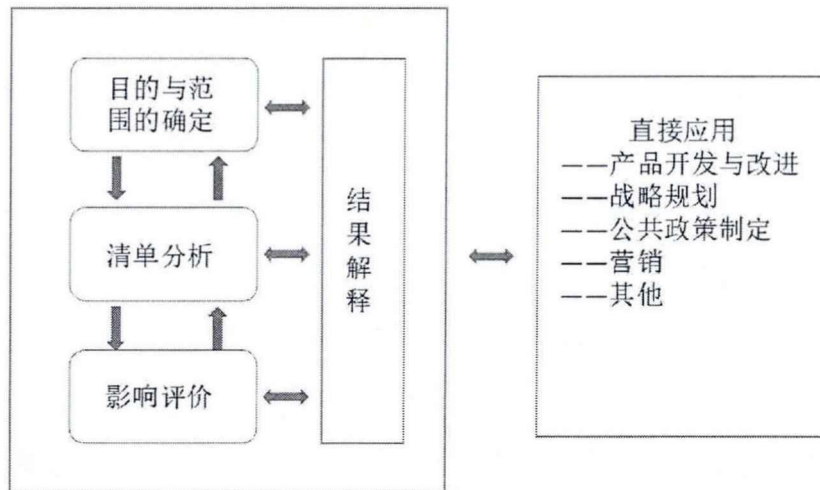 目的与范
围的确定
清单分析
影响评价
结果解释
直接应用
——产品开发与改进
——战略规划
——公共政策制定
——营销
——其他